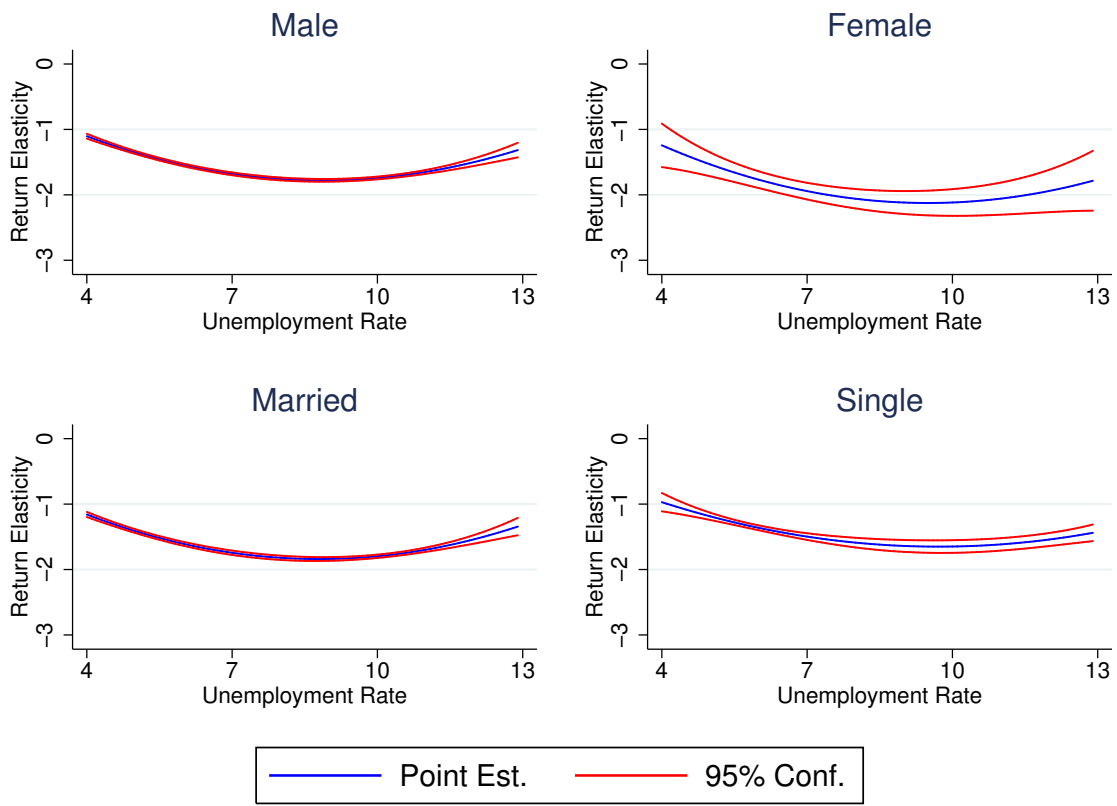 Male
Return Elasticity
0
−1
−2
−3
4 7 10 13
Unemployment Rate
Female
Return Elasticity
0
−1
−2
−3
4 7 10 13
Unemployment Rate
Married
Return Elasticity
0
−1
−2
−3
4 7 10 13
Unemployment Rate
Single
Return Elasticity
0
−1
−2
−3
4 7 10 13
Unemployment Rate
Point Est. 95% Conf.